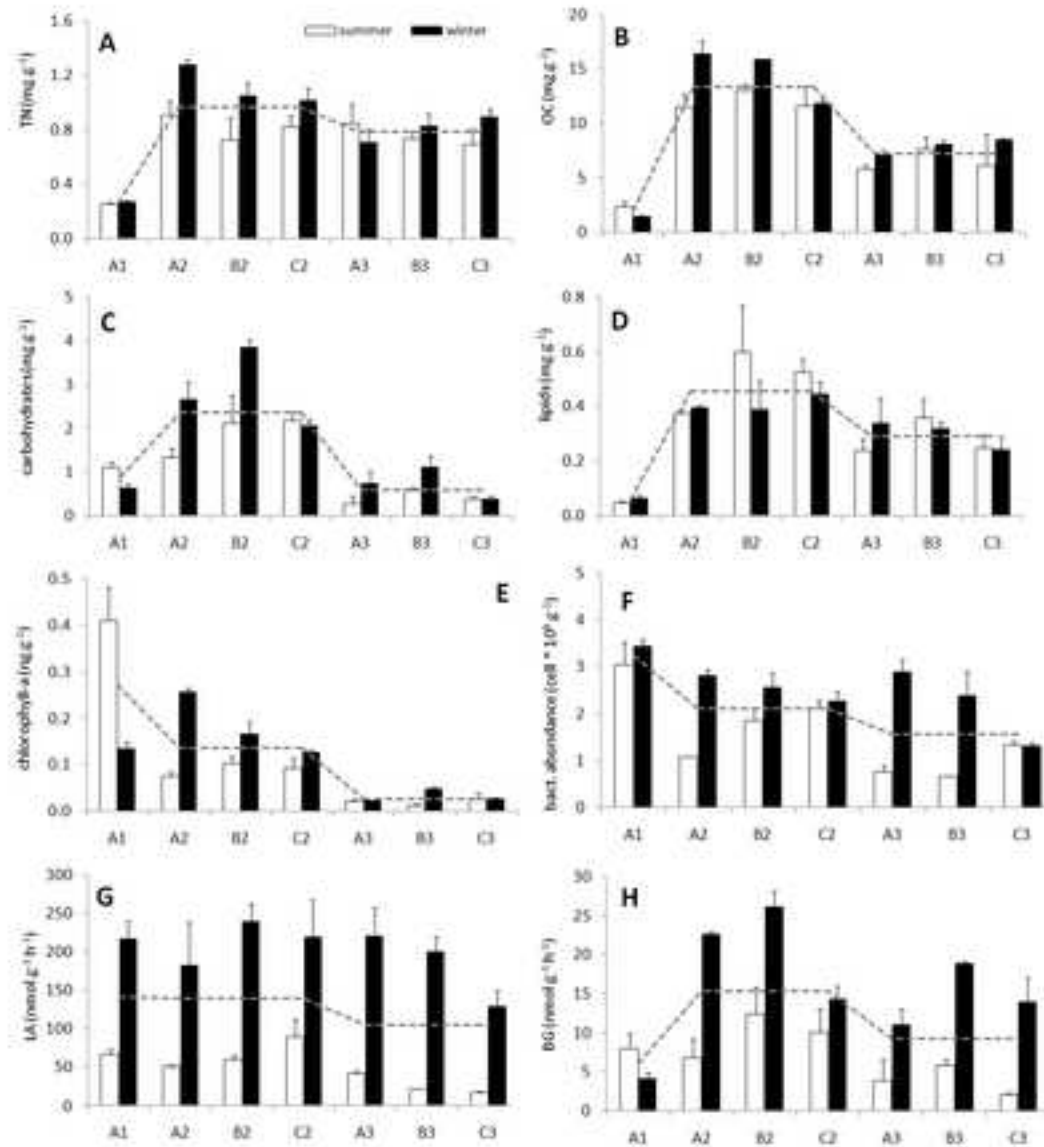 A
summer winter
TN (mg g⁻¹)
1.6
1.2
0.8
0.4
0.0
A1 A2 B2 C2 A3 B3 C3
B
OC (mg g⁻¹)
20
15
10
5
0
A1 A2 B2 C2 A3 B3 C3
C
carbohydrates (mg g⁻¹)
5
4
3
2
1
0
A1 A2 B2 C2 A3 B3 C3
D
lipids (mg g⁻¹)
0.8
0.6
0.4
0.2
0.0
A1 A2 B2 C2 A3 B3 C3
E
chlorophyll-a (ng g⁻¹)
0.5
0.4
0.3
0.2
0.1
0.0
A1 A2 B2 C2 A3 B3 C3
F
bact. abundance (cell * 10⁹ g⁻¹)
5
4
3
2
1
0
A1 A2 B2 C2 A3 B3 C3
G
LA (nmol g⁻¹ h⁻¹)
300
250
200
150
100
50
0
A1 A2 B2 C2 A3 B3 C3
H
BG (nmol g⁻¹ h⁻¹)
30
25
20
15
10
5
0
A1 A2 B2 C2 A3 B3 C3